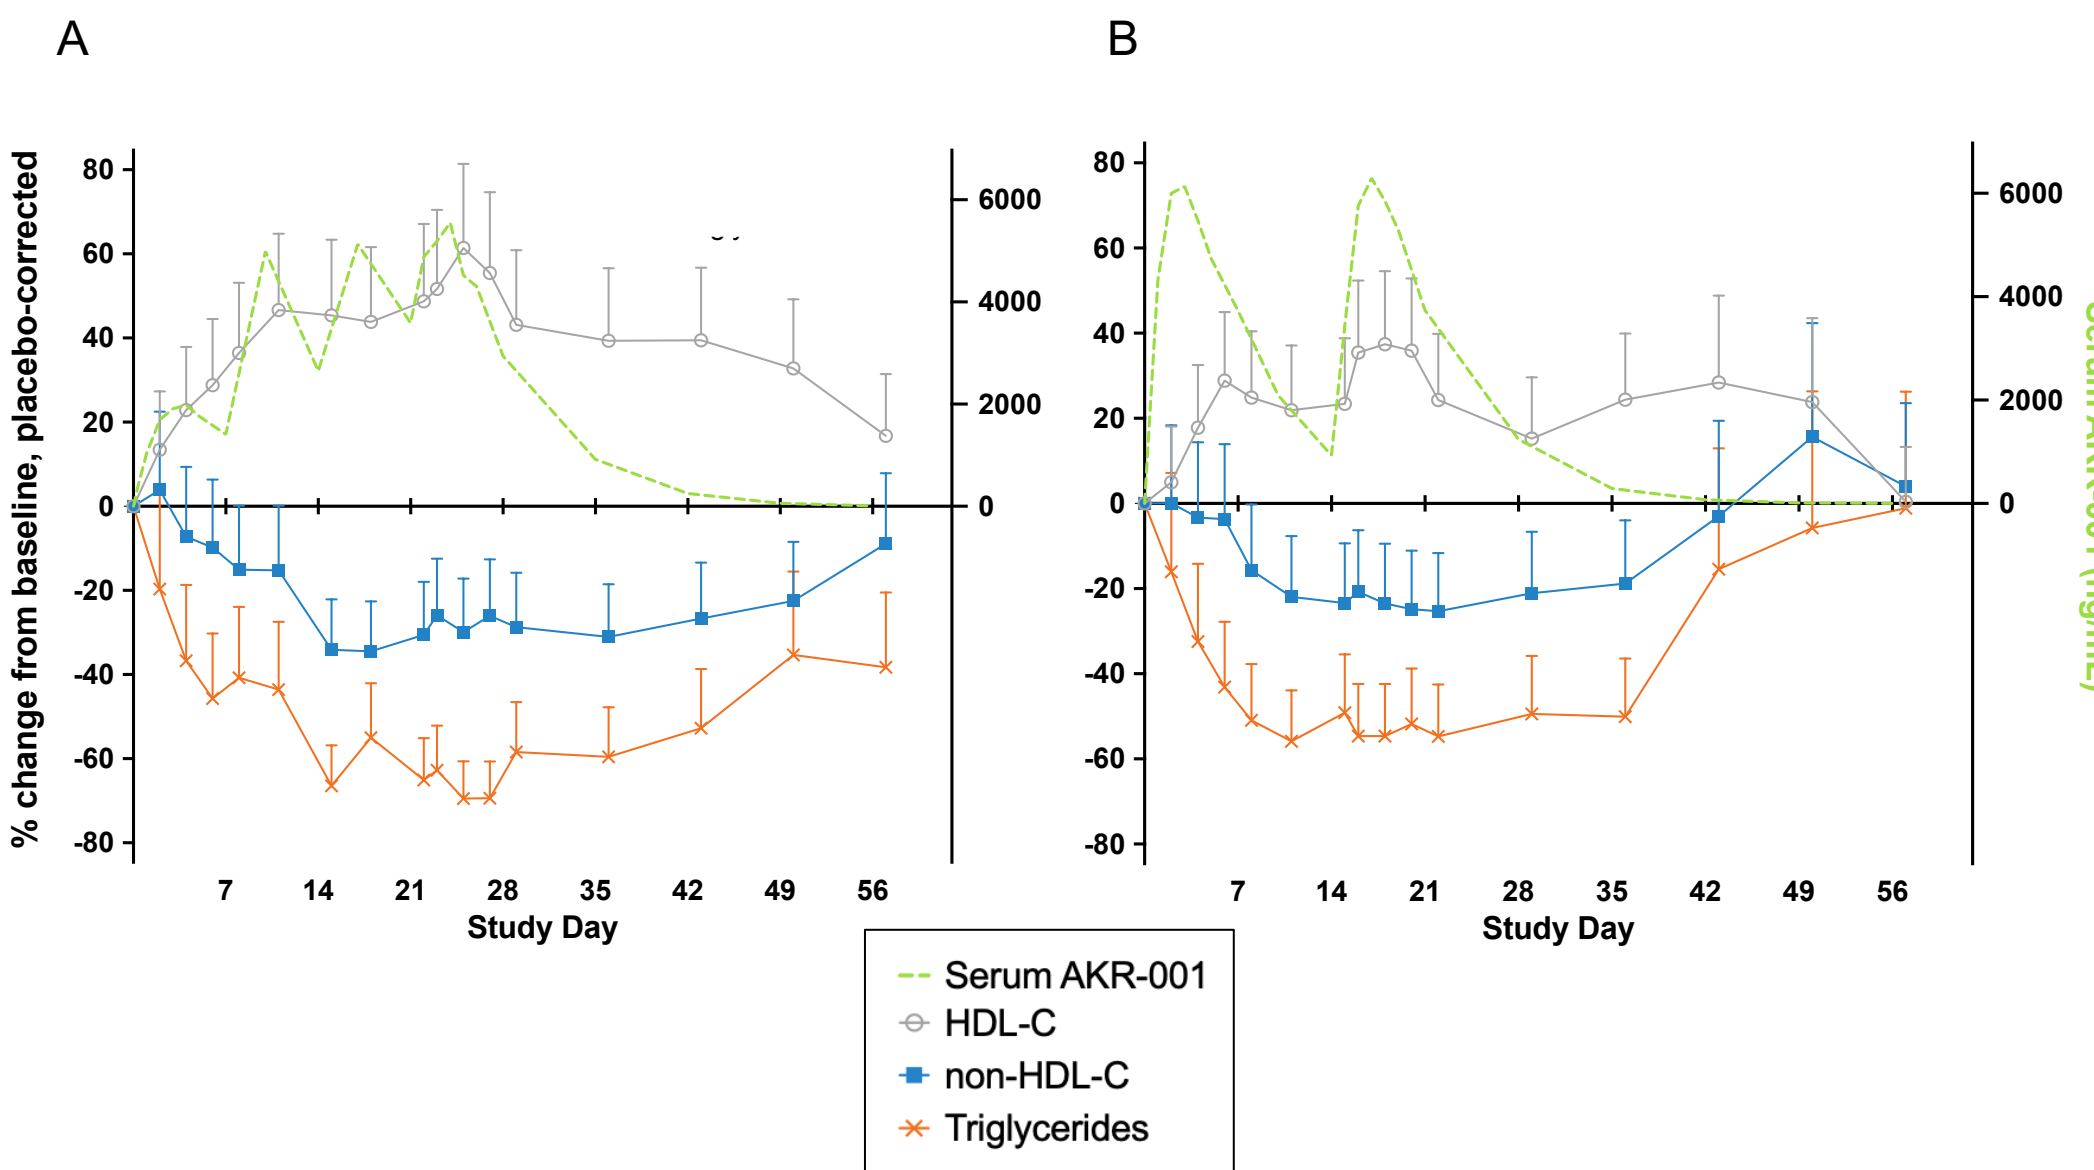 A
B
% change from baseline, placebo-corrected
80
60
40
20
0
-20
-40
-60
-80
6000
4000
2000
0
7 14 21 28 35 42 49 56
Study Day
80
60
40
20
0
-20
-40
-60
-80
6000
4000
2000
0
7 14 21 28 35 42 49 56
Study Day
Serum AKR-001
HDL-C
non-HDL-C
Triglycerides